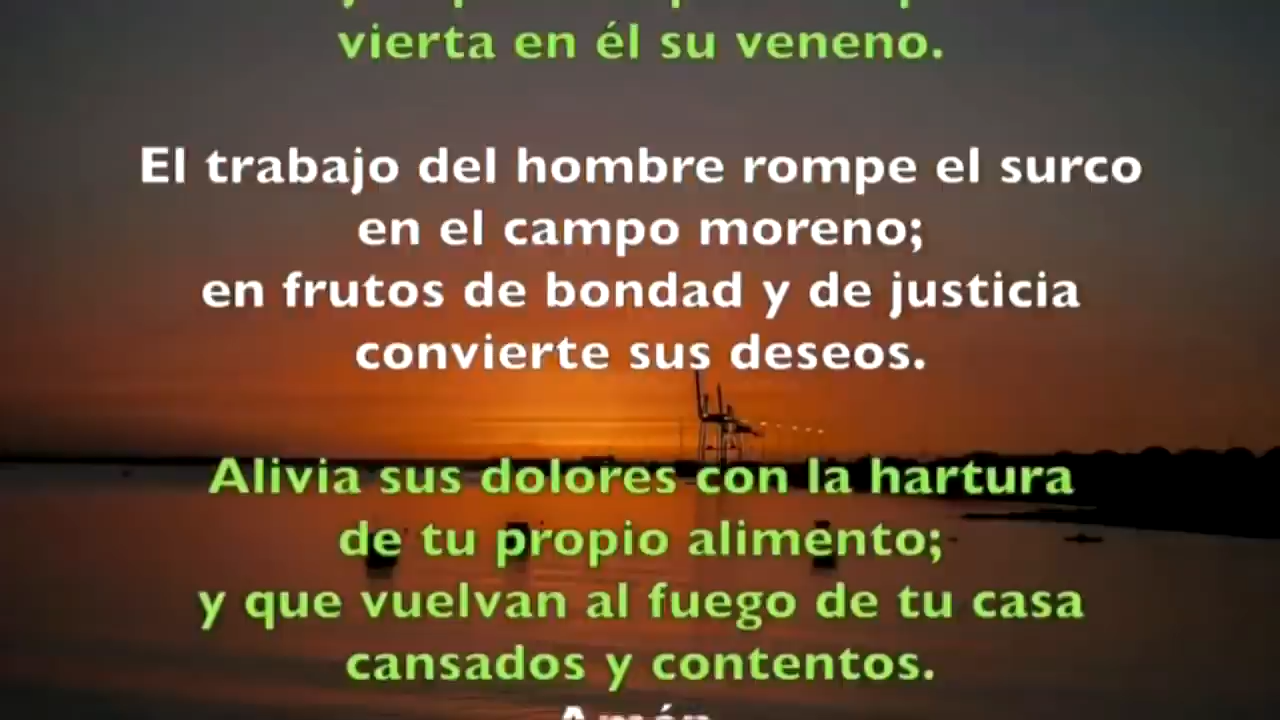 vierta en él su veneno.
El trabajo del hombre rompe el surco
en el campo moreno;
en frutos de bondad y de justicia
convierte sus deseos.
Alivia sus dolores con la hartura
de tu propio alimento;
y que vuelvan al fuego de tu casa
cansados y contentos.
Amén.